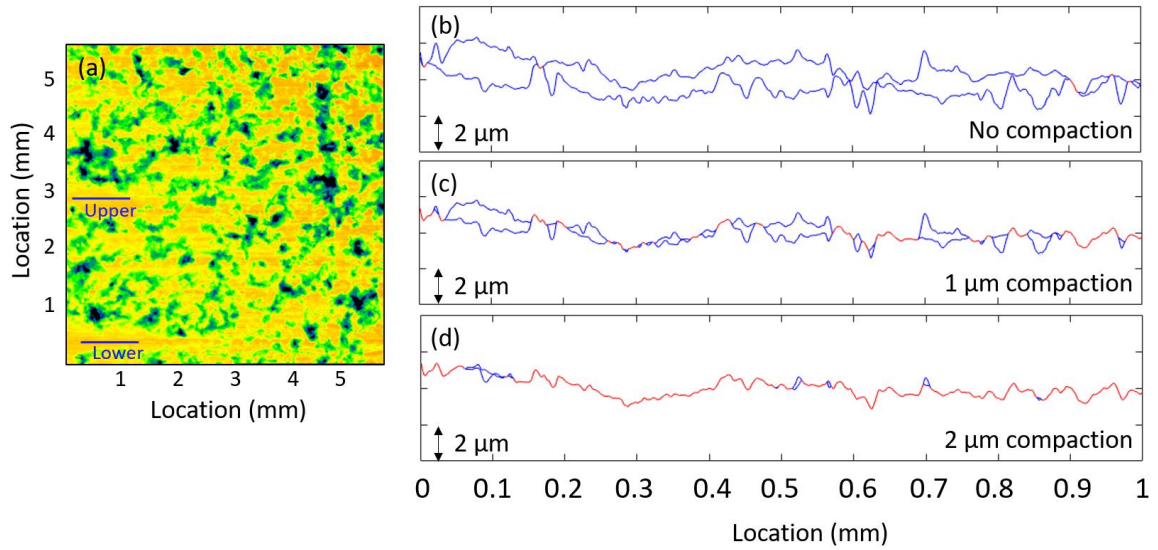 (a)
5
4
3
2
1
Upper
Lower
1 2 3 4 5
Location (mm)
Location (mm)
(b)
2 µm
No compaction
(c)
2 µm
1 µm compaction
(d)
2 µm
2 µm compaction
0 0.1 0.2 0.3 0.4 0.5 0.6 0.7 0.8 0.9 1
Location (mm)